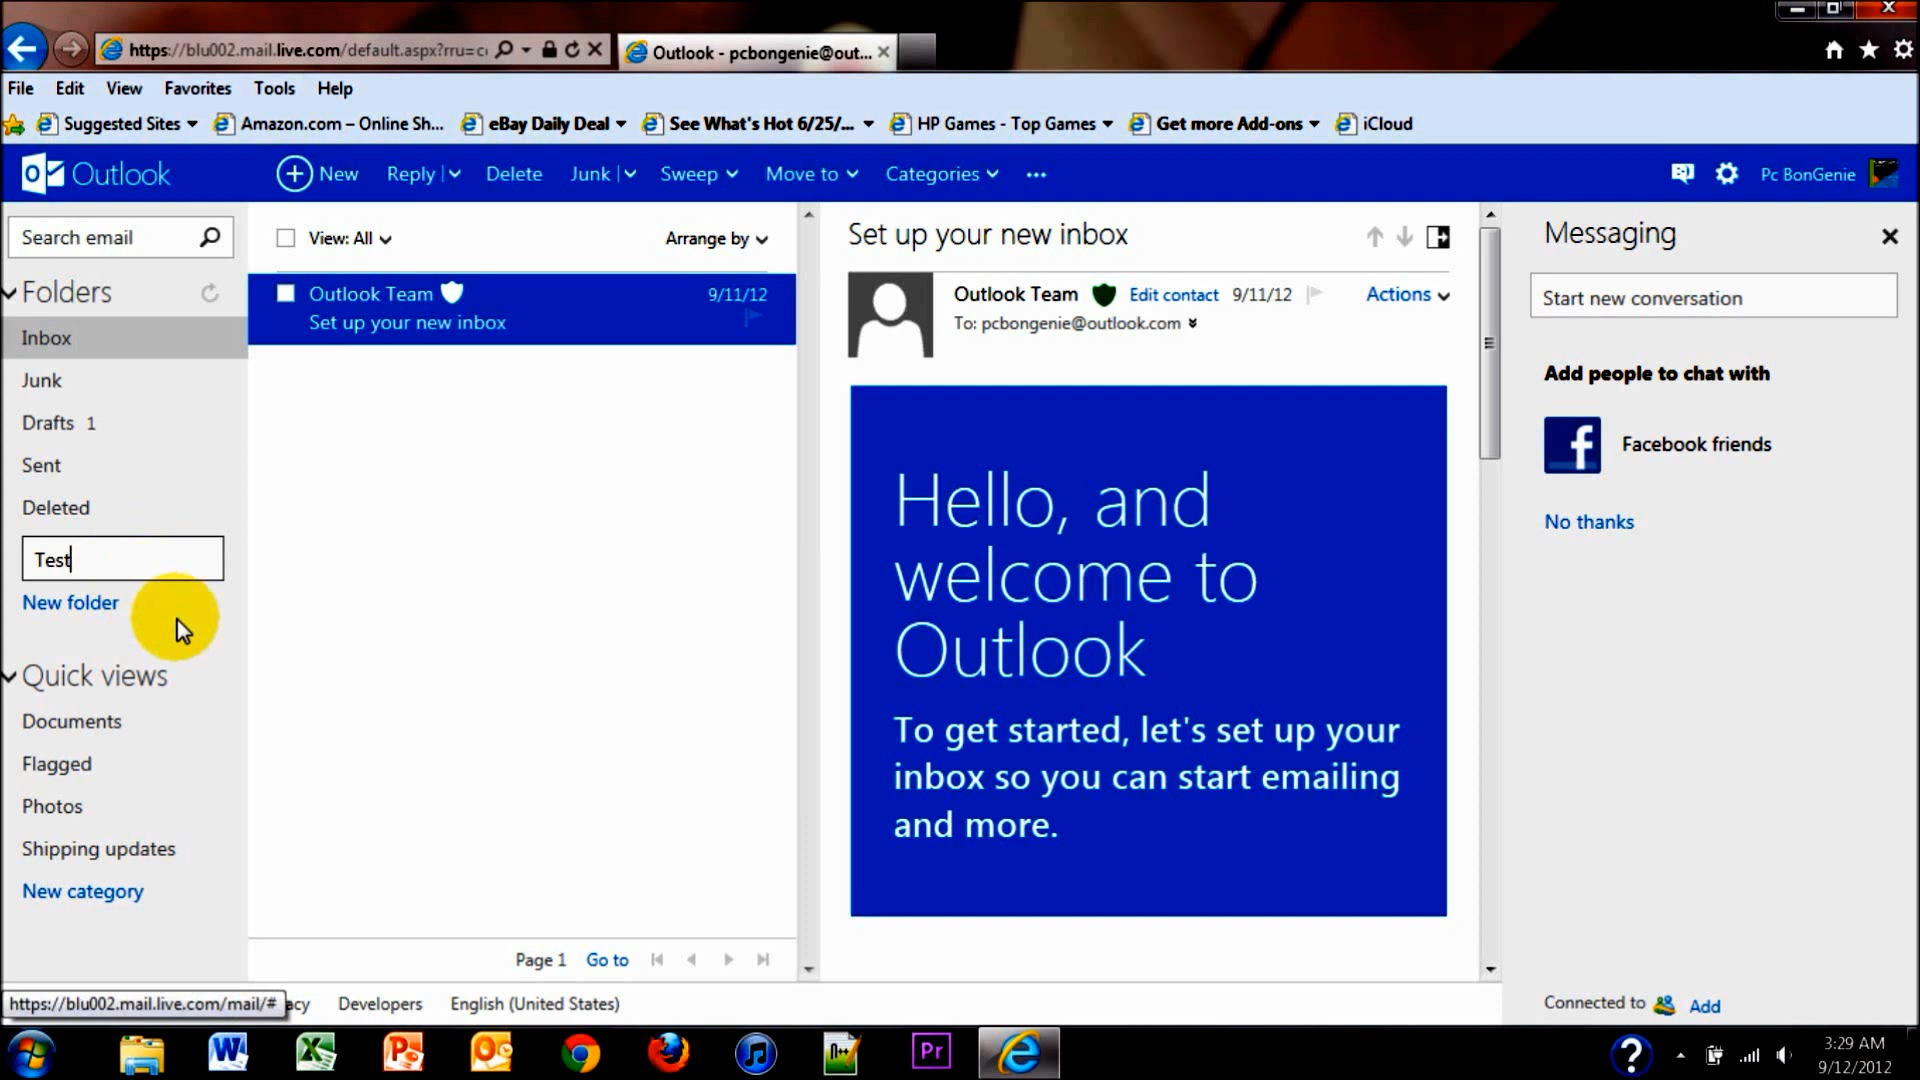 https://blu002.mail.live.com/default.aspx?rru=c
Outlook - pcbongenie@out...
File Edit View Favorites Tools Help
Suggested Sites
Amazon.com – Online Sh...
eBay Daily Deal
See What's Hot 6/25/...
HP Games - Top Games
Get more Add-ons
iCloud
Outlook
New Reply Delete Junk Sweep Move to Categories ...
Pc BonGenie
Search email
Folders
Inbox
Junk
Drafts 1
Sent
Deleted
Test
New folder
Quick views
Documents
Flagged
Photos
Shipping updates
New category
View: All Arrange by
Outlook Team 9/11/12
Set up your new inbox
Page 1 Go to
Set up your new inbox
Outlook Team Edit contact 9/11/12 Actions
To: pcbongenie@outlook.com
Hello, and
welcome to
Outlook
To get started, let's set up your
inbox so you can start emailing
and more.
Messaging
Start new conversation
Add people to chat with
f Facebook friends
No thanks
Connected to Add
https://blu002.mail.live.com/mail/# acy Developers English (United States)
W X P O N++ Pr ?
3:29 AM
9/12/2012